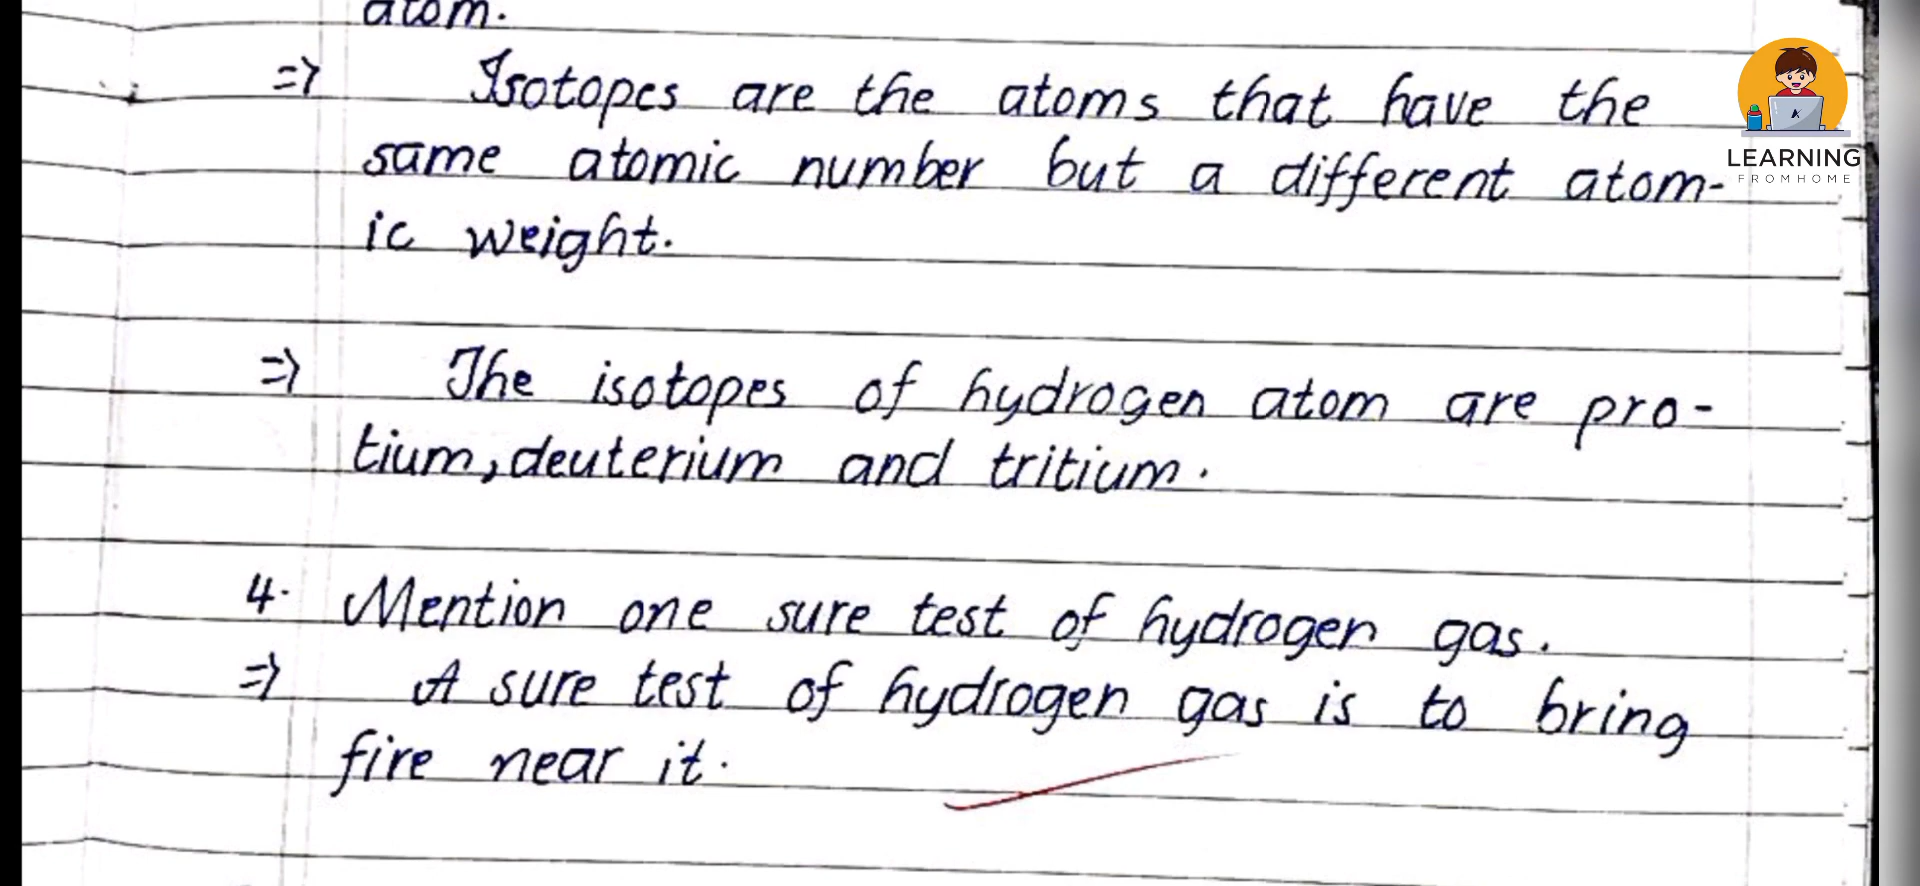 atom.
=> Isotopes are the atoms that have the
same atomic number but a different atom-
ic weight.
=> The isotopes of hydrogen atom are pro-
tium, deuterium and tritium.
4. Mention one sure test of hydrogen gas.
=> A sure test of hydrogen gas is to bring
fire near it.
K
LEARNING
FROMHOME